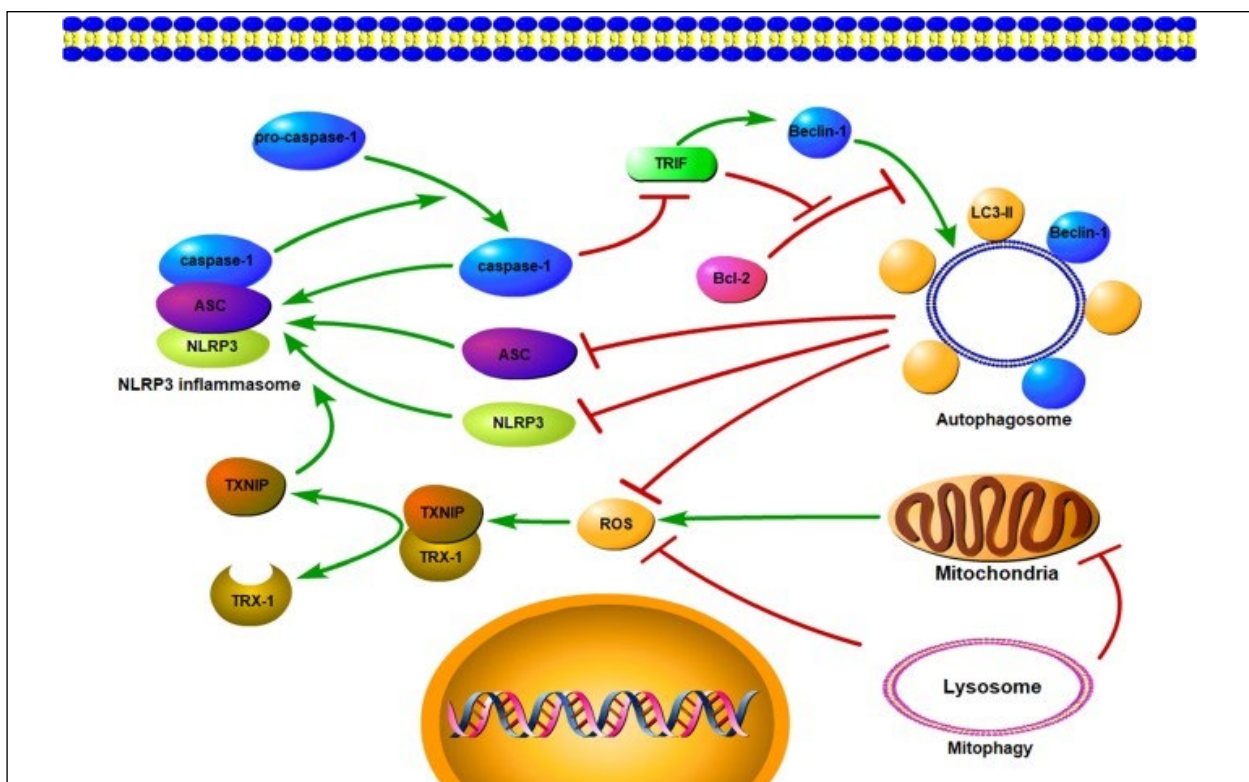 pro-caspase-1
Beclin-1
TRIF
LC3-II
Beclin-1
caspase-1
caspase-1
Bcl-2
ASC
NLRP3
NLRP3 inflammasome
ASC
NLRP3
Autophagosome
TXNIP
TXNIP
TRX-1
ROS
Mitochondria
TRX-1
Lysosome
Mitophagy